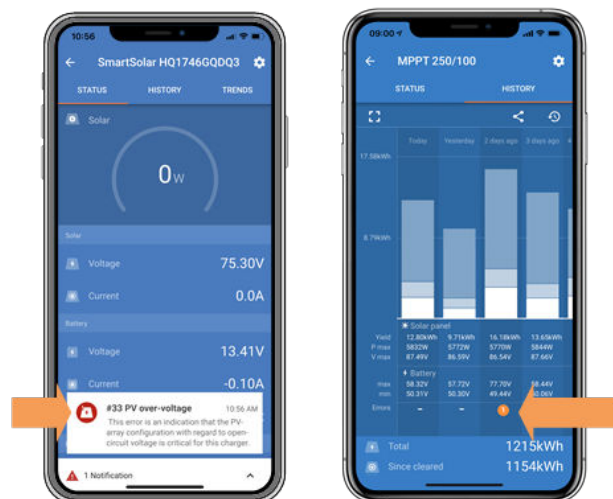 10:56
SmartSolar HQ1746GQDQ3
STATUS HISTORY TRENDS
Solar
0w
Solar
Voltage 75.30V
Current 0.0A
Battery
Voltage 13.41V
Current -0.10A
#33 PV over-voltage 10:56 AM
This error is an indication that the PV-
array configuration with regard to open-
circuit voltage is critical for this charger.
1 Notification
09:00
MPPT 250/100
STATUS HISTORY
Today Yesterday 2 days ago 3 days ago 4
17.58kWh
8.79kWh
Solar panel
Yield 12.80kWh 9.71kWh 16.18kWh 13.65kWh
P max 5832W 5772W 5770W 5844W
V max 87.49V 86.59V 86.54V 87.66V
Battery
max 58.32V 57.72V 77.70V 58.44V
min 50.31V 50.30V 49.44V
Errors – – 1
Total 1215kWh
Since cleared 1154kWh